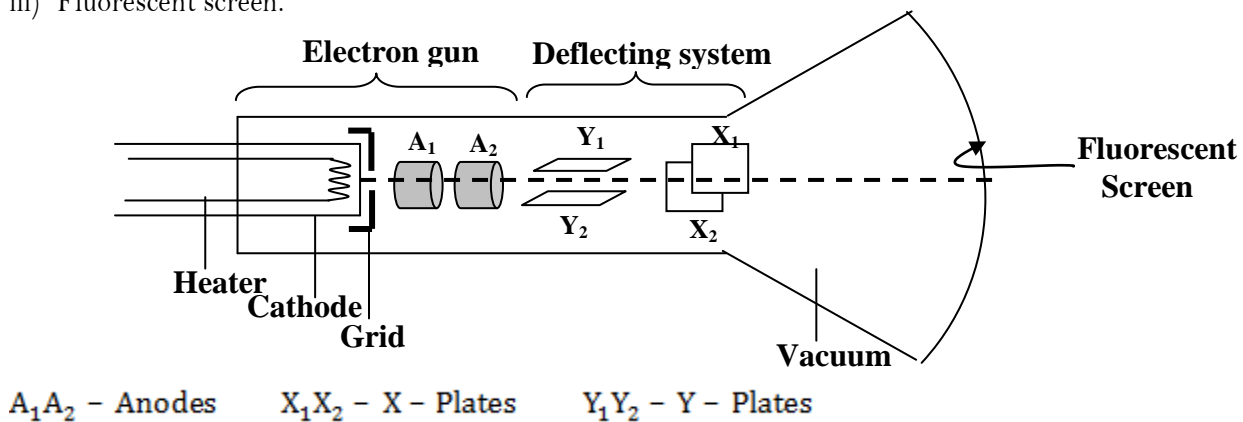 iii) Fluorescent screen.
Electron gun Deflecting system
A₁ A₂ Y₁ X₁
Fluorescent
Screen
Y₂ X₂
Heater
Cathode
Grid
Vacuum
A₁A₂ – Anodes X₁X₂ – X – Plates Y₁Y₂ – Y – Plates